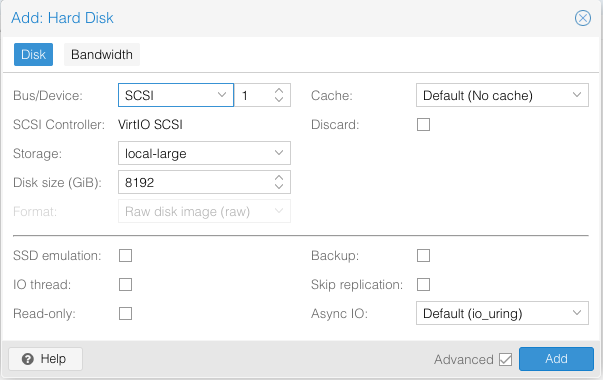 Add: Hard Disk
Disk Bandwidth
Bus/Device: SCSI 1 Cache: Default (No cache)
SCSI Controller: VirtIO SCSI Discard:
Storage: local-large
Disk size (GiB): 8192
Format: Raw disk image (raw)
SSD emulation: Backup:
IO thread: Skip replication:
Read-only: Async IO: Default (io_uring)
? Help Advanced Add